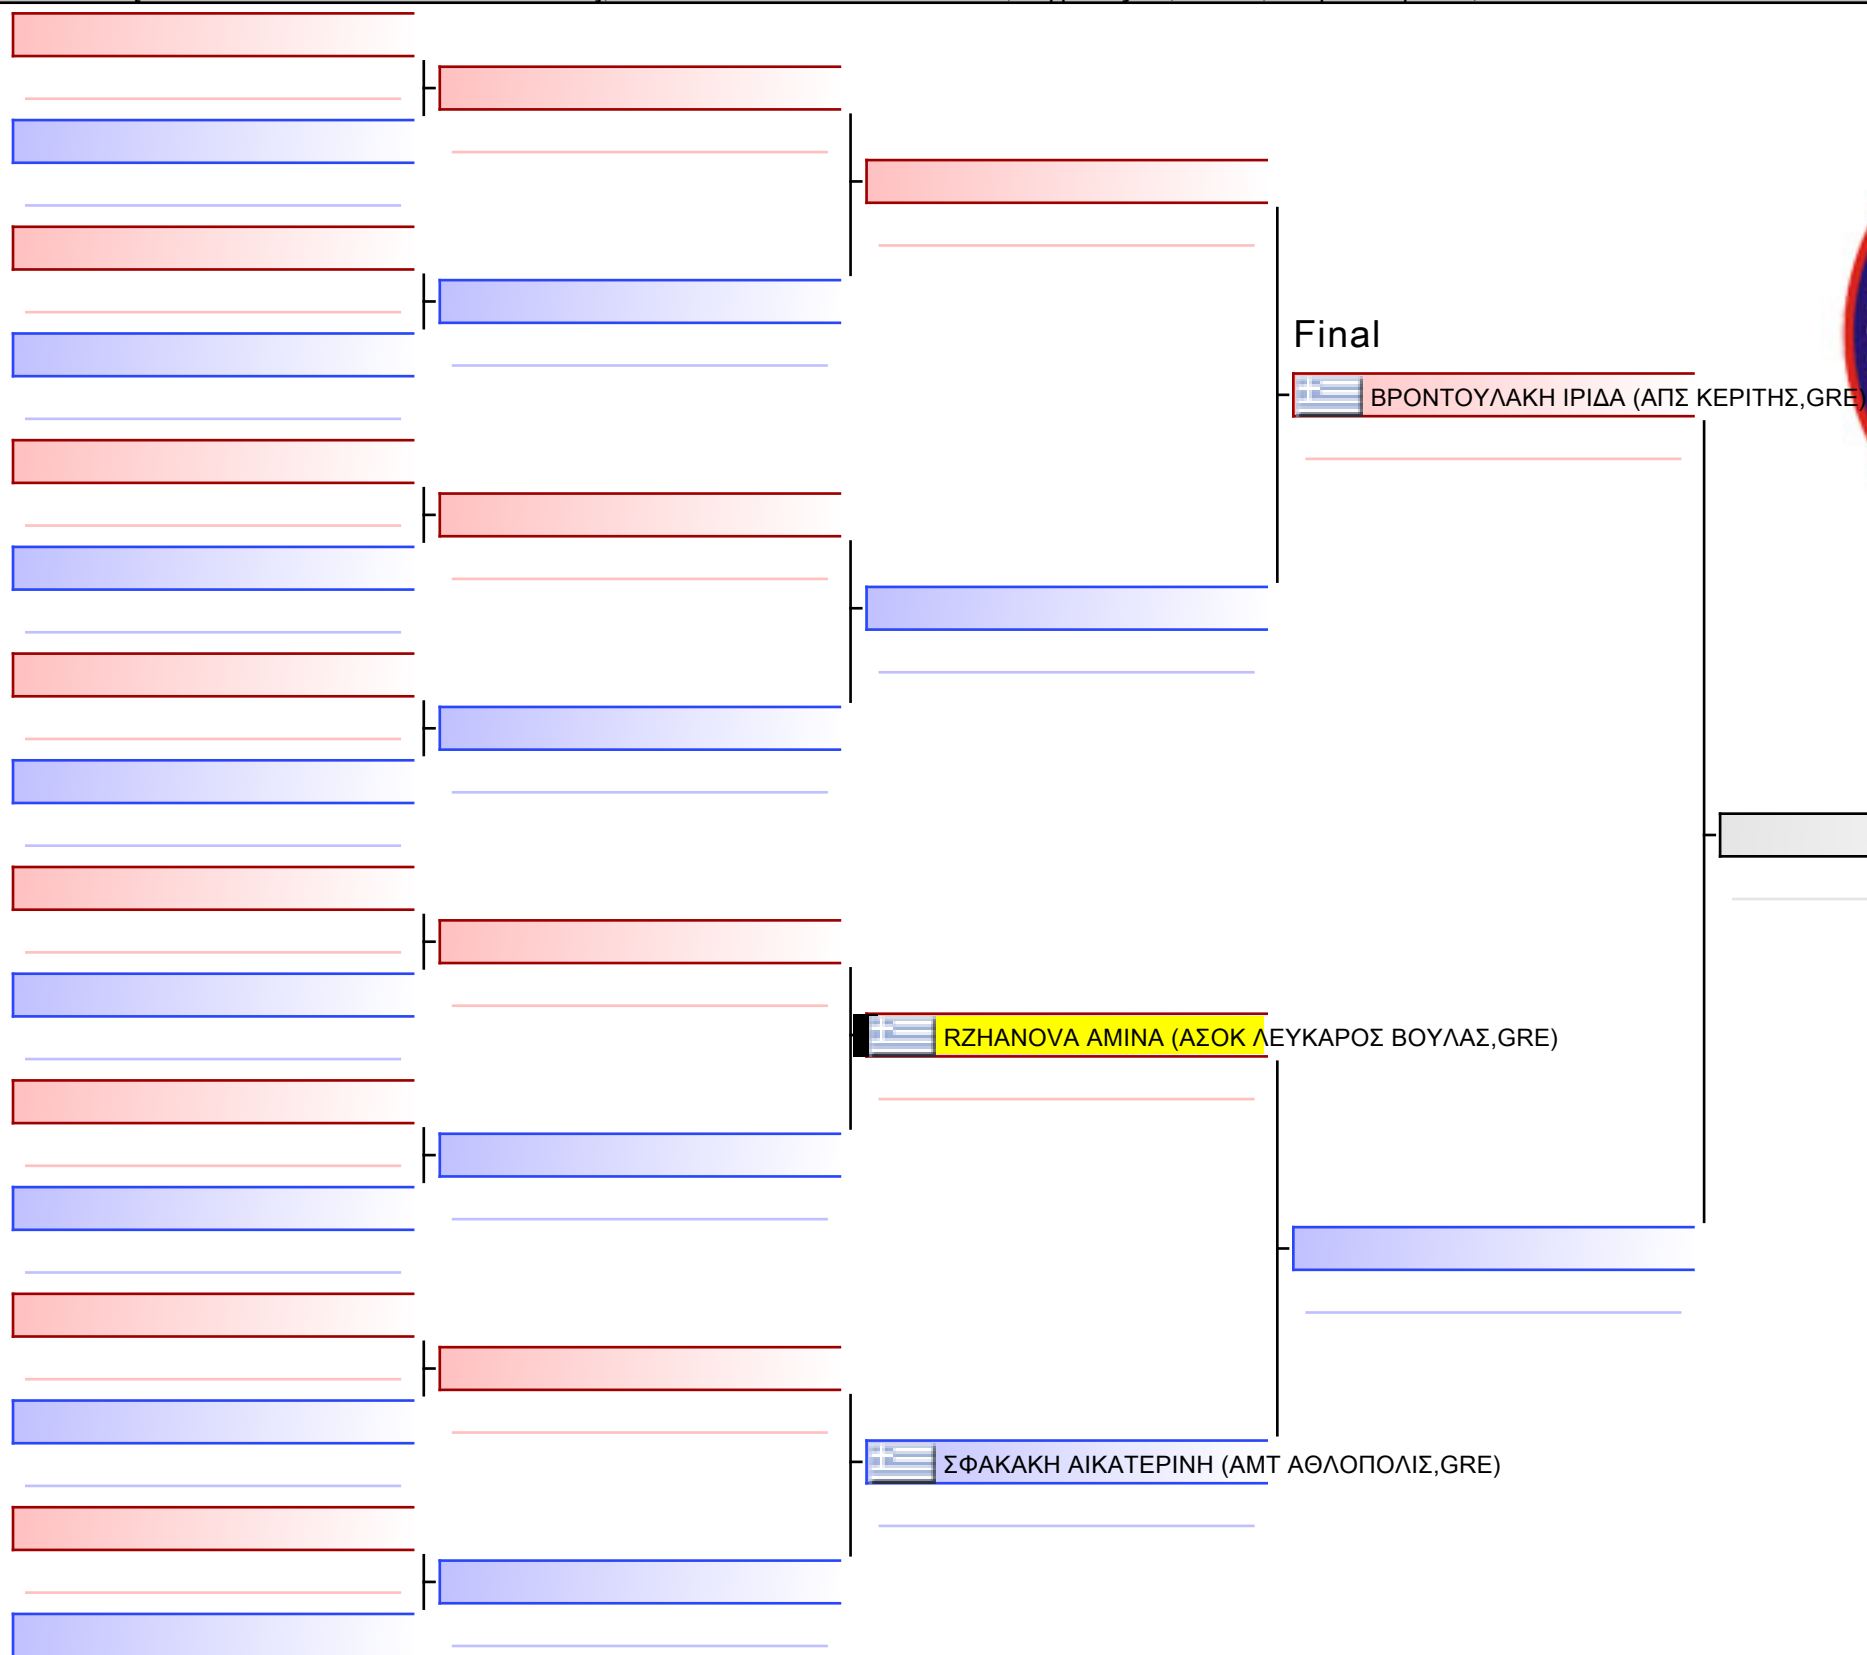 Final
ΒΡΟΝΤΟΥΛΑΚΗ ΙΡΙΔΑ (ΑΠΣ ΚΕΡΙΤΗΣ,GRE)
RZHANOVA AMINA (ΑΣΟΚ ΛΕΥΚΑΡΟΣ ΒΟΥΛΑΣ,GRE)
ΣΦΑΚΑΚΗ ΑΙΚΑΤΕΡΙΝΗ (ΑΜΤ ΑΘΛΟΠΟΛΙΣ,GRE)